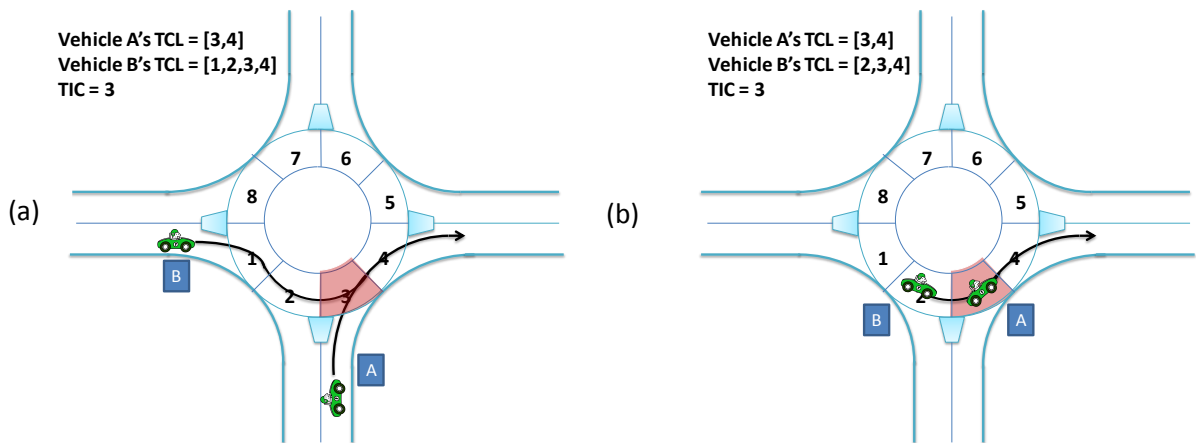 Vehicle A's TCL = [3,4]
Vehicle B's TCL = [1,2,3,4]
TIC = 3
7
6
8
5
(a)
1
4
B
2
3
A
Vehicle A's TCL = [3,4]
Vehicle B's TCL = [2,3,4]
TIC = 3
7
6
8
5
(b)
1
4
2
B
A